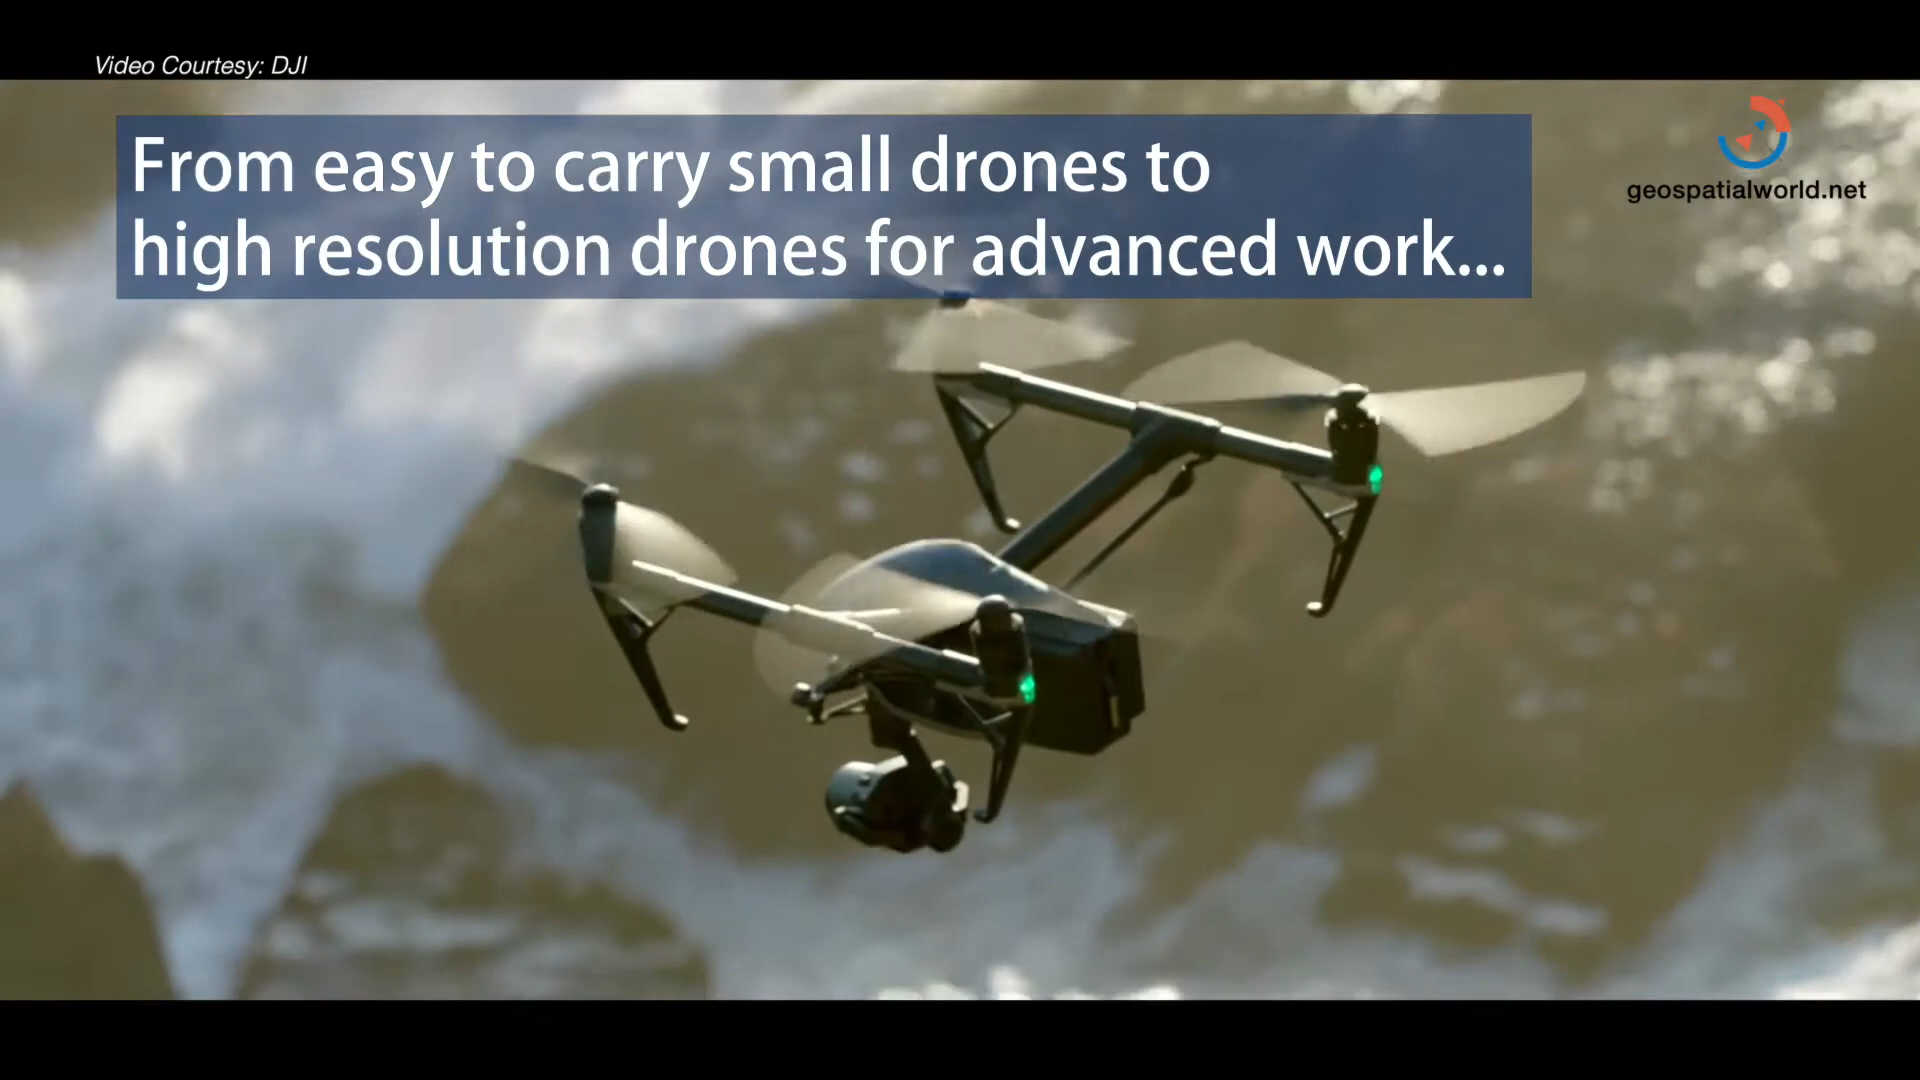 Video Courtesy: DJI
From easy to carry small drones to
high resolution drones for advanced work...
geospatialworld.net